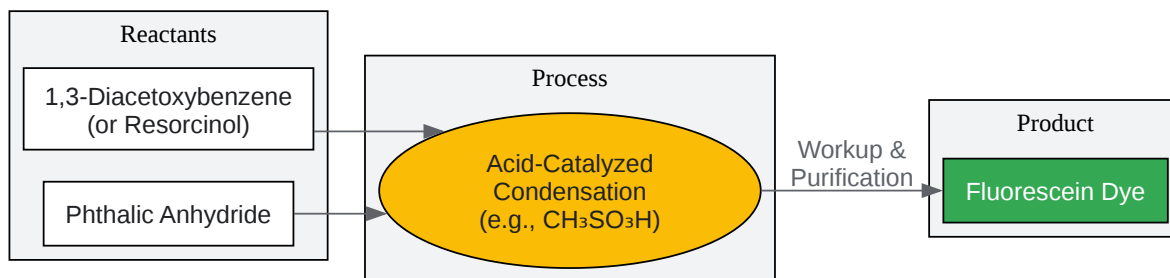 Reactants
1,3-Diacetoxybenzene
(or Resorcinol)
Phthalic Anhydride
Process
Acid-Catalyzed
Condensation
(e.g., CH₃SO₃H)
Workup &
Purification
Product
Fluorescein Dye